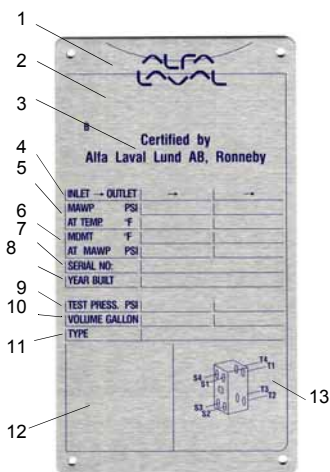 1
2
3
4
5
6
7
8
9
10
11
12
13
ALFA
LAVAL
B
Certified by
Alfa Laval Lund AB, Ronneby
INLET → OUTLET → →
MAWP PSI
AT TEMP. °F
MDMT °F
AT MAWP PSI
SERIAL NO:
YEAR BUILT
TEST PRESS. PSI
VOLUME GALLON
TYPE
S4 T4
S1 T1
S3 T3
S2 T2